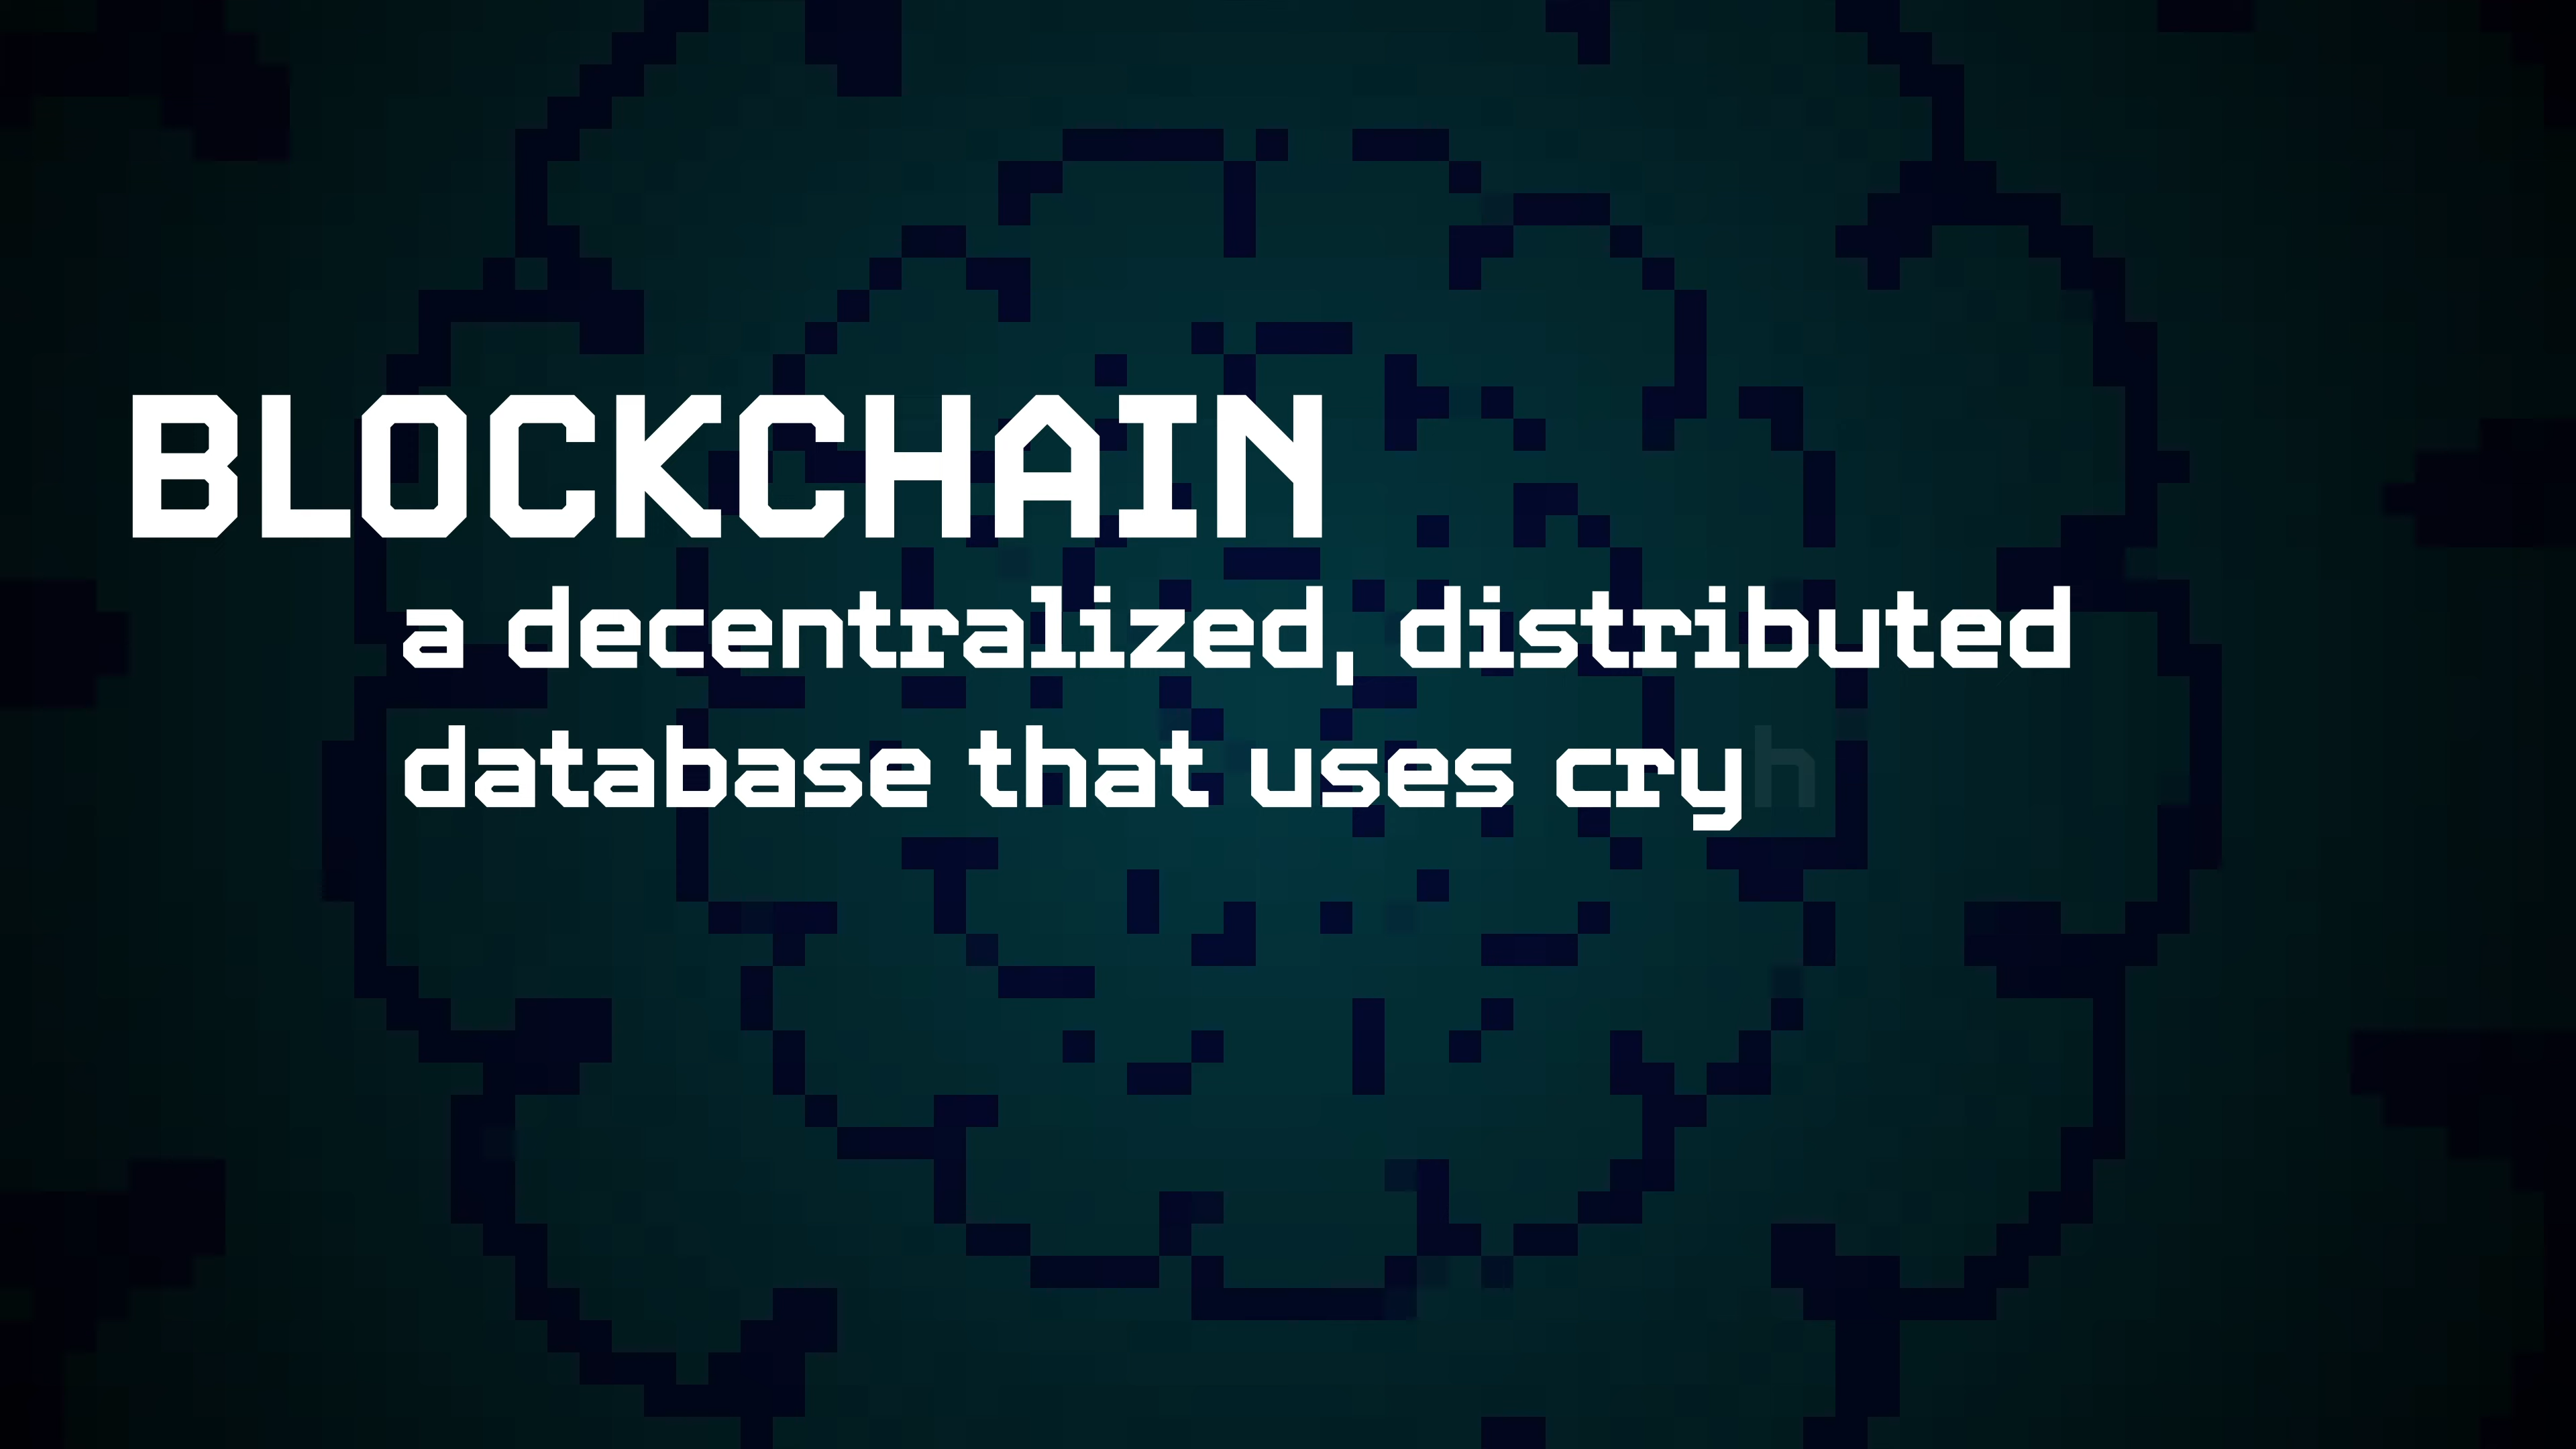 BLOCKCHAIN
a decentralized, distributed
database that uses cry